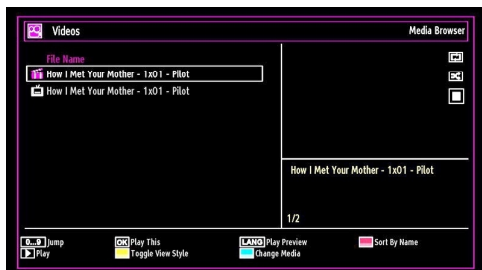 Videos Media Browser
File Name
How I Met Your Mother - 1x01 - Pilot
How I Met Your Mother - 1x01 - Pilot
How I Met Your Mother - 1x01 - Pilot
1/2
0...9 Jump OK Play This LANG Play Preview Sort By Name
Play Toggle View Style Change Media